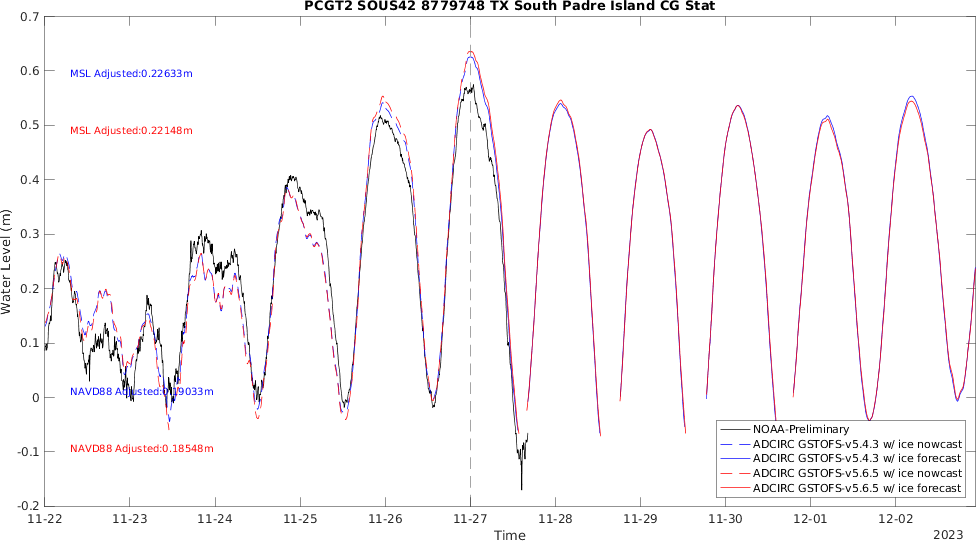 PCGT2 SOUS42 8779748 TX South Padre Island CG Stat
0.7
0.6
0.5
0.4
0.3
0.2
0.1
0
-0.1
-0.2
Water Level (m)
MSL Adjusted:0.22633m
MSL Adjusted:0.22148m
NAVD88 Adjusted:0.19033m
NAVD88 Adjusted:0.18548m
NOAA-Preliminary
ADCIRC GSTOFS-v5.4.3 w/ ice nowcast
ADCIRC GSTOFS-v5.4.3 w/ ice forecast
ADCIRC GSTOFS-v5.6.5 w/ ice nowcast
ADCIRC GSTOFS-v5.6.5 w/ ice forecast
11-22 11-23 11-24 11-25 11-26 11-27 11-28 11-29 11-30 12-01 12-02
Time
2023